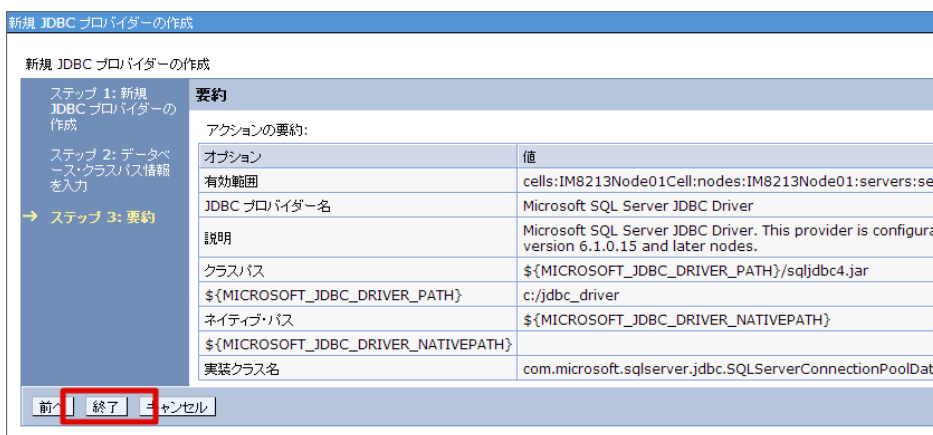 新規 JDBC プロバイダーの作成
新規 JDBC プロバイダーの作成
ステップ 1: 新規
JDBC プロバイダーの
作成
ステップ 2: データベ
ース・クラスパス情報
を入力
→ ステップ 3: 要約
要約
アクションの要約:
オプション 値
有効範囲 cells:IM8213Node01Cell:nodes:IM8213Node01:servers:se
JDBC プロバイダー名 Microsoft SQL Server JDBC Driver
説明 Microsoft SQL Server JDBC Driver. This provider is configura
version 6.1.0.15 and later nodes.
クラスパス ${MICROSOFT_JDBC_DRIVER_PATH}/sqljdbc4.jar
${MICROSOFT_JDBC_DRIVER_PATH} c:/jdbc_driver
ネイティブ・パス ${MICROSOFT_JDBC_DRIVER_NATIVEPATH}
${MICROSOFT_JDBC_DRIVER_NATIVEPATH}
実装クラス名 com.microsoft.sqlserver.jdbc.SQLServerConnectionPoolDat
前へ 終了 キャンセル